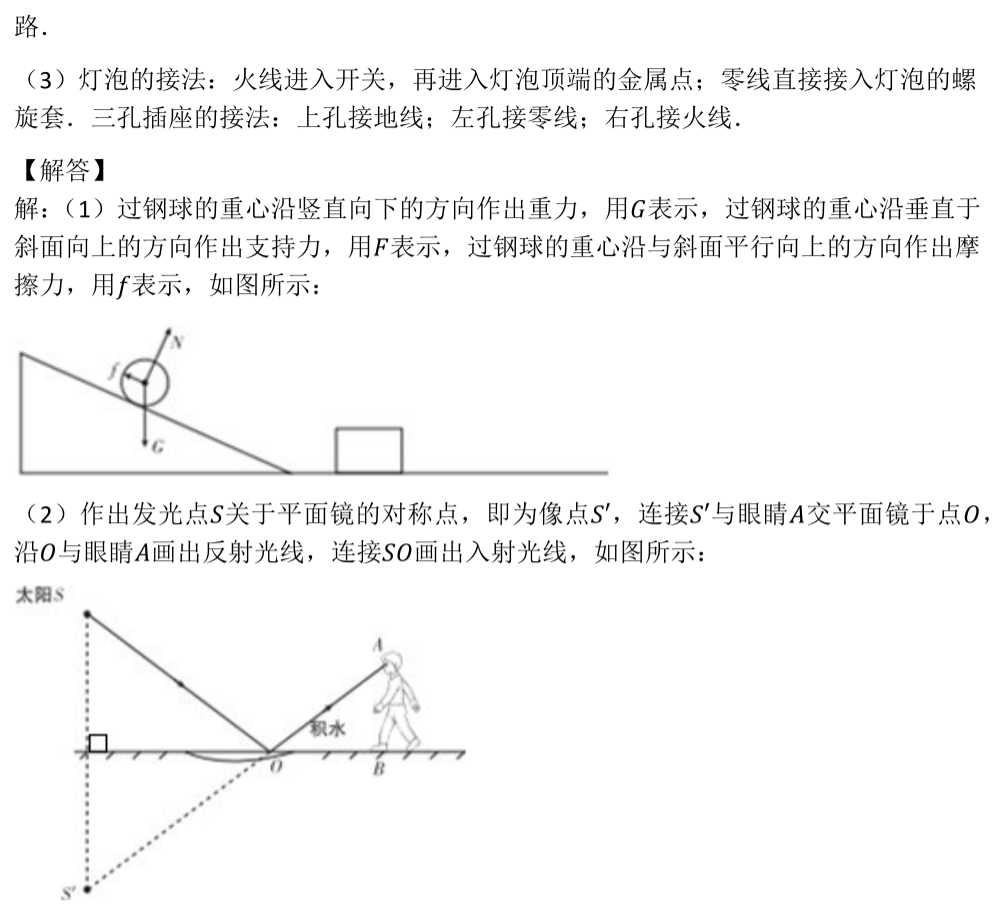 路．
（3）灯泡的接法：火线进入开关，再进入灯泡顶端的金属点；零线直接接入灯泡的螺
旋套．三孔插座的接法：上孔接地线；左孔接零线；右孔接火线．
【解答】
解：（1）过钢球的重心沿竖直向下的方向作出重力，用G表示，过钢球的重心沿垂直于
斜面向上的方向作出支持力，用F表示，过钢球的重心沿与斜面平行向上的方向作出摩
擦力，用f表示，如图所示：
N
f
G
（2）作出发光点S关于平面镜的对称点，即为像点S′，连接S′与眼睛A交平面镜于点O，
沿O与眼睛A画出反射光线，连接SO画出入射光线，如图所示：
太阳S
A
积水
O
B
S′